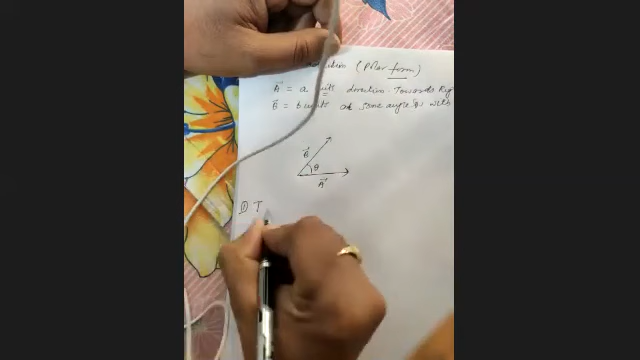 (Polar form)
A = a units direction - Towards Rig
B = b units at some angle θ with
B
θ
A
① T